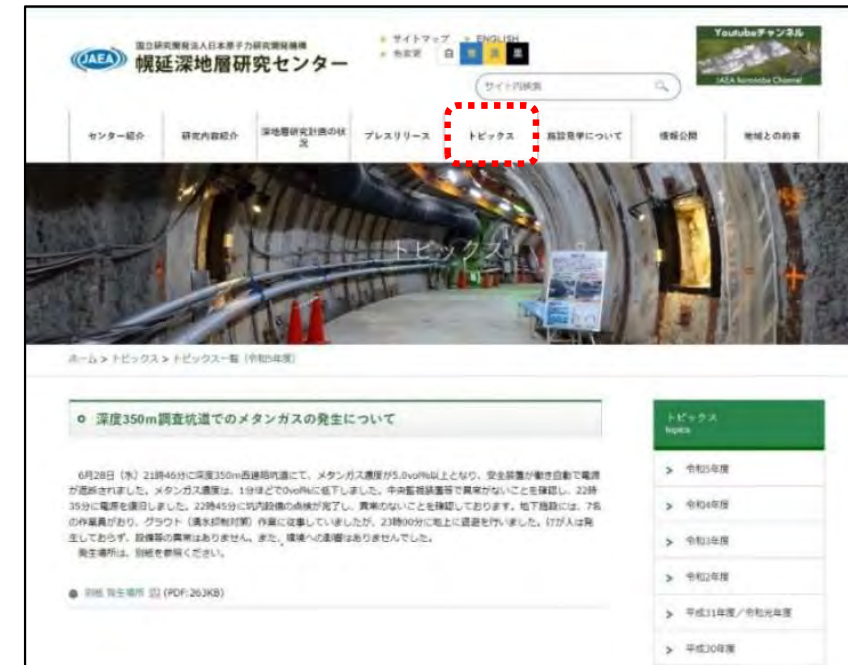 国立研究開発法人日本原子力研究開発機構
(JAEA) 幌延深地層研究センター
サイトマップ ENGLISH
色変更 白 青 黄 黒
サイト内検索
Youtubeチャンネル
JAEA Horonobe Channel
センター紹介 研究内容紹介 深地層研究計画の状況 プレスリリース トピックス 施設見学について 情報公開 地域との約束
トピックス
ホーム > トピックス > トピックス一覧(令和5年度)
深度350m調査坑道でのメタンガスの発生について
6月28日(水)21時46分に深度350m西連絡坑道にて、メタンガス濃度が5.0vol%以上となり、安全装置が働き自動で電源
が遮断されました。メタンガス濃度は、1分ほどで0vol%に低下しました。中央監視装置等で異常がないことを確認し、22時
35分に電源を復旧しました。22時45分に坑内設備の点検が完了し、異常のないことを確認しております。地下施設には、7名
の作業員がおり、グラウト(湧水抑制対策)作業に従事していましたが、23時00分に地上に退避を行いました。けが人は発
生しておらず、設備等の異常はありません。また、環境への影響はありませんでした。
発生場所は、別紙を参照ください。
別紙 発生場所 (PDF:263KB)
トピックス
topics
> 令和5年度
> 令和4年度
> 令和3年度
> 令和2年度
> 平成31年度/令和元年度
> 平成30年度